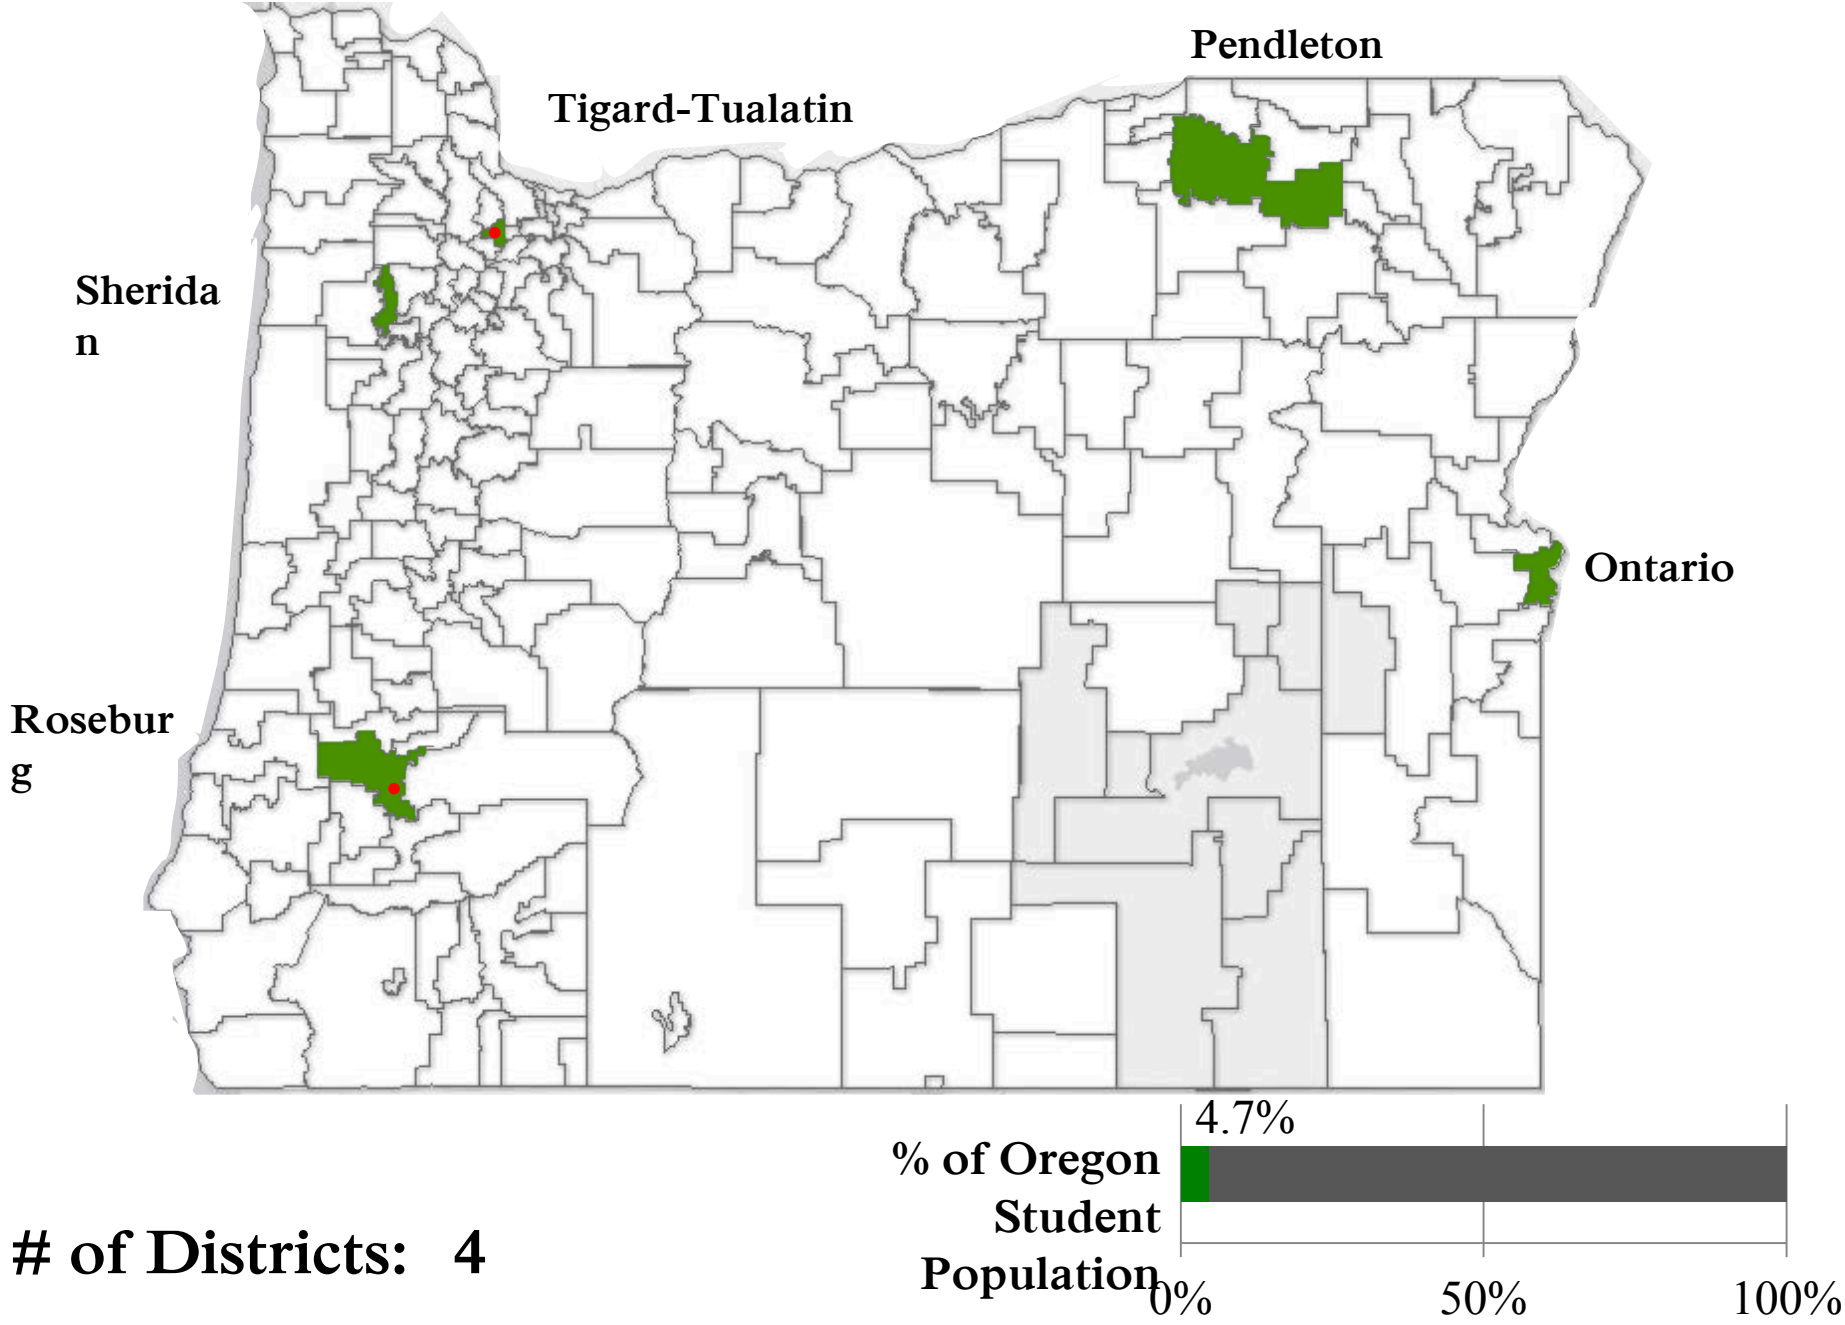 Pendleton
Tigard-Tualatin
Sherida
n
Ontario
Rosebur
g
4.7%
% of Oregon
Student
Population
# of Districts: 4
0% 50% 100%